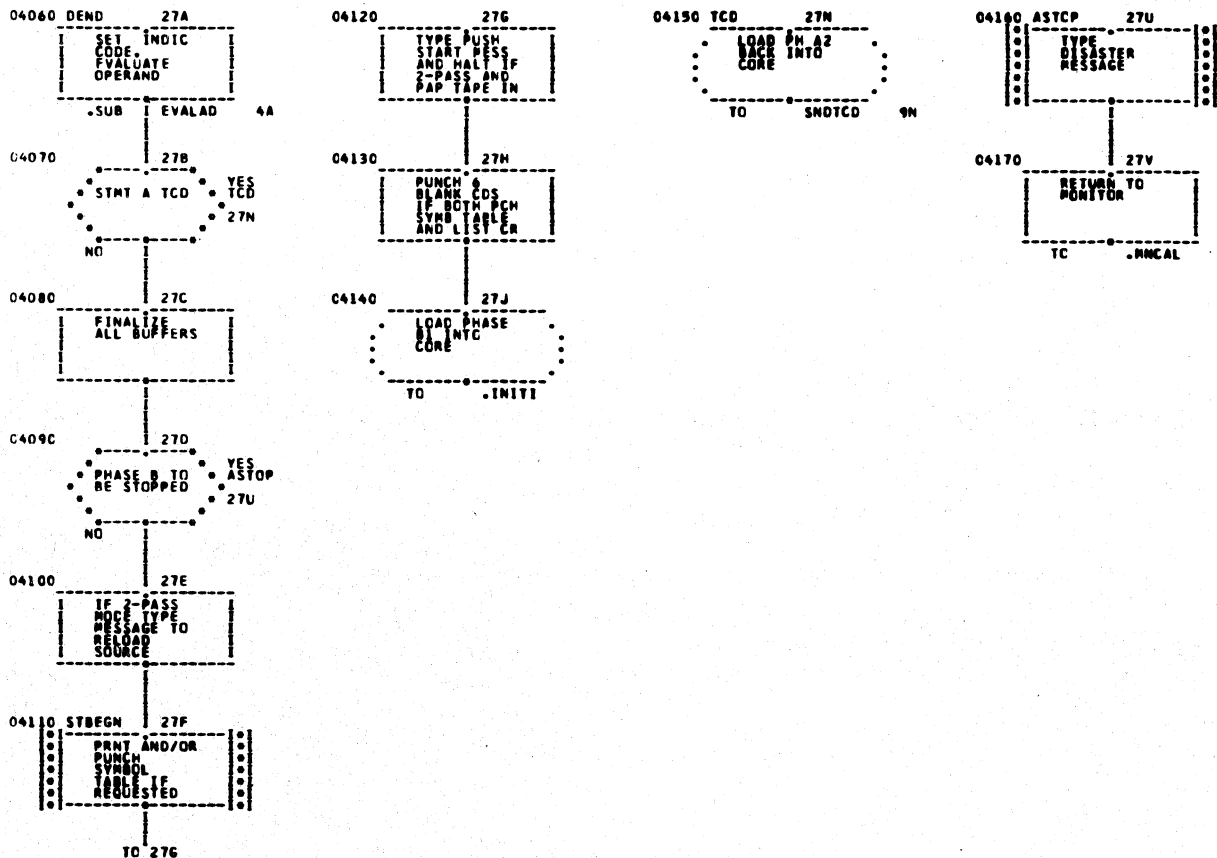 04060 DEND 27A
SET INDIC
CODE.
EVALUATE
OPERAND
.SUB I EVALAD 4A
04070 27B
STMT A TCD
YES
TCD
27N
NO
04080 27C
FINALIZE
ALL BUFFERS
04090 27D
PHASE B TO
BE STOPPED
YES
ASTOP
27U
NO
04100 27E
IF 2-PASS
MOCE TYPE
MESSAGE TO
RELOAD
SOURCE
04110 STBEGN 27F
PRNT AND/OR
PUNCH
SYMBOL
TABLE IF
REQUESTED
TO 27G
04120 27G
TYPE PUSH
START MESS
AND HALT IF
2-PASS AND
PAP TAPE IN
04130 27H
PUNCH 6
BLANK CDS
IF BOTH PCH
SYMB TABLE
AND LIST CR
04140 27J
LOAD PHASE
B1 INTO
CORE
TO .INITI
04150 TCD 27N
LOAD PH A2
BACK INTO
CORE
TO SNDTCD 9N
04160 ASTCP 27U
TYPE
DISASTER
MESSAGE
04170 27V
RETURN TO
MONITOR
TC .MNCAL